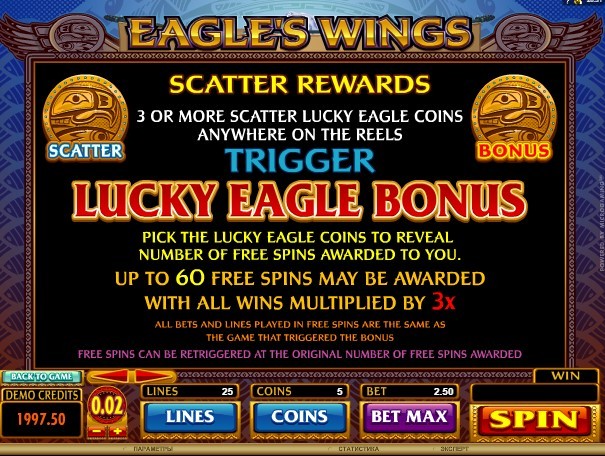 EAGLE'S WINGS
SCATTER REWARDS
3 OR MORE SCATTER LUCKY EAGLE COINS
ANYWHERE ON THE REELS
SCATTER
BONUS
TRIGGER
LUCKY EAGLE BONUS
PICK THE LUCKY EAGLE COINS TO REVEAL
NUMBER OF FREE SPINS AWARDED TO YOU.
UP TO 60 FREE SPINS MAY BE AWARDED
WITH ALL WINS MULTIPLIED BY 3x
ALL BETS AND LINES PLAYED IN FREE SPINS ARE THE SAME AS
THE GAME THAT TRIGGERED THE BONUS
FREE SPINS CAN BE RETRIGGERED AT THE ORIGINAL NUMBER OF FREE SPINS AWARDED
BACK TO GAME
WIN
DEMO CREDITS
1997.50
0.02
- +
LINES 25
COINS 5
BET 2.50
LINES
COINS
BET MAX
SPIN
ПАРАМЕТРЫ СТАТИСТИКА ЭКСПЕРТ